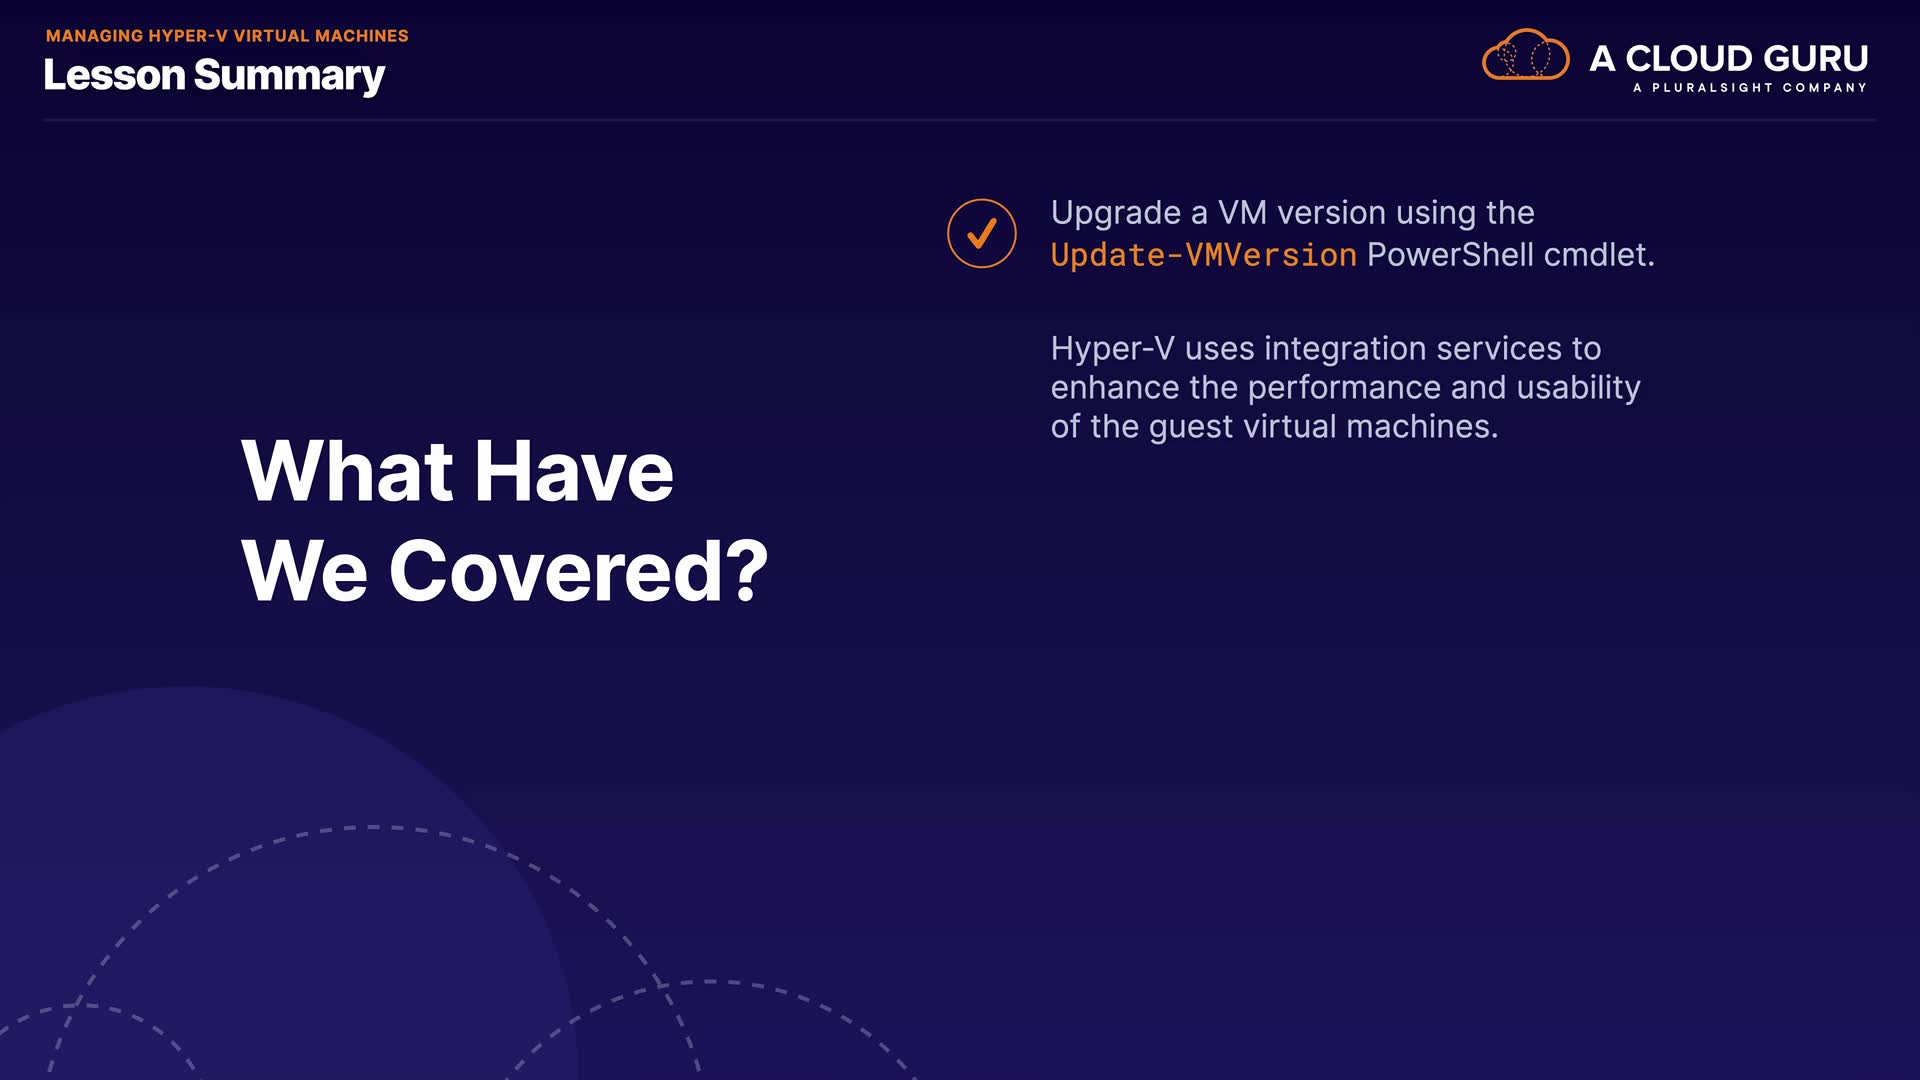 MANAGING HYPER-V VIRTUAL MACHINES
Lesson Summary
A CLOUD GURU
A PLURALSIGHT COMPANY
Upgrade a VM version using the
Update-VMVersion PowerShell cmdlet.
Hyper-V uses integration services to
enhance the performance and usability
of the guest virtual machines.
What Have
We Covered?